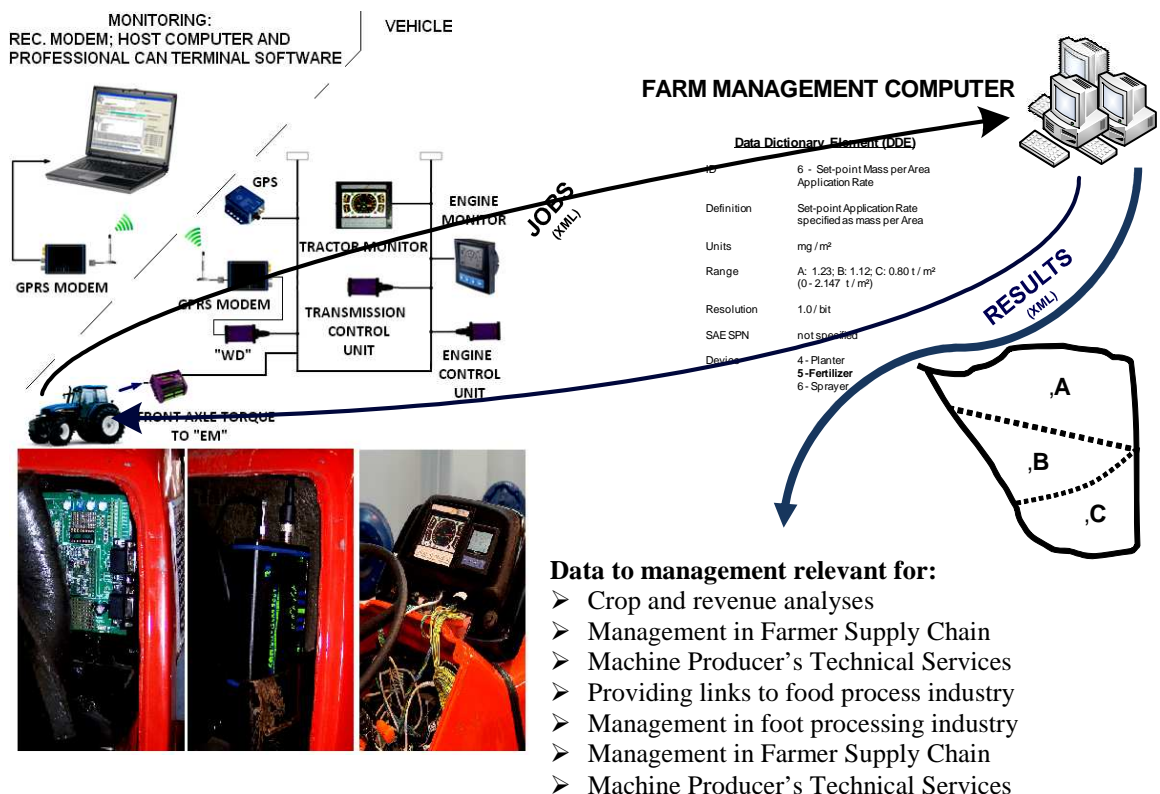 MONITORING:
REC. MODEM; HOST COMPUTER AND
PROFESSIONAL CAN TERMINAL SOFTWARE
VEHICLE
GPS
TRACTOR MONITOR
ENGINE
MONITOR
GPRS MODEM
GPRS MODEM
TRANSMISSION
CONTROL
UNIT
"WD"
ENGINE
CONTROL
UNIT
FRONT AXLE TORQUE
TO "EM"
JOBS
(XML)
FARM MANAGEMENT COMPUTER
Data Dictionary Element (DDE)
ID 6 - Set-point Mass per Area
Application Rate
Definition Set-point Application Rate
specified as mass per Area
Units mg / m²
Range A: 1.23; B: 1.12; C: 0.80 t / m²
(0 - 2.147 t / m²)
Resolution 1.0 / bit
SAE SPN not specified
Device 4 - Planter
5 - Fertilizer
6 - Sprayer
RESULTS
(XML)
,A
,B
,C
Data to management relevant for:
➢ Crop and revenue analyses
➢ Management in Farmer Supply Chain
➢ Machine Producer's Technical Services
➢ Providing links to food process industry
➢ Management in foot processing industry
➢ Management in Farmer Supply Chain
➢ Machine Producer's Technical Services